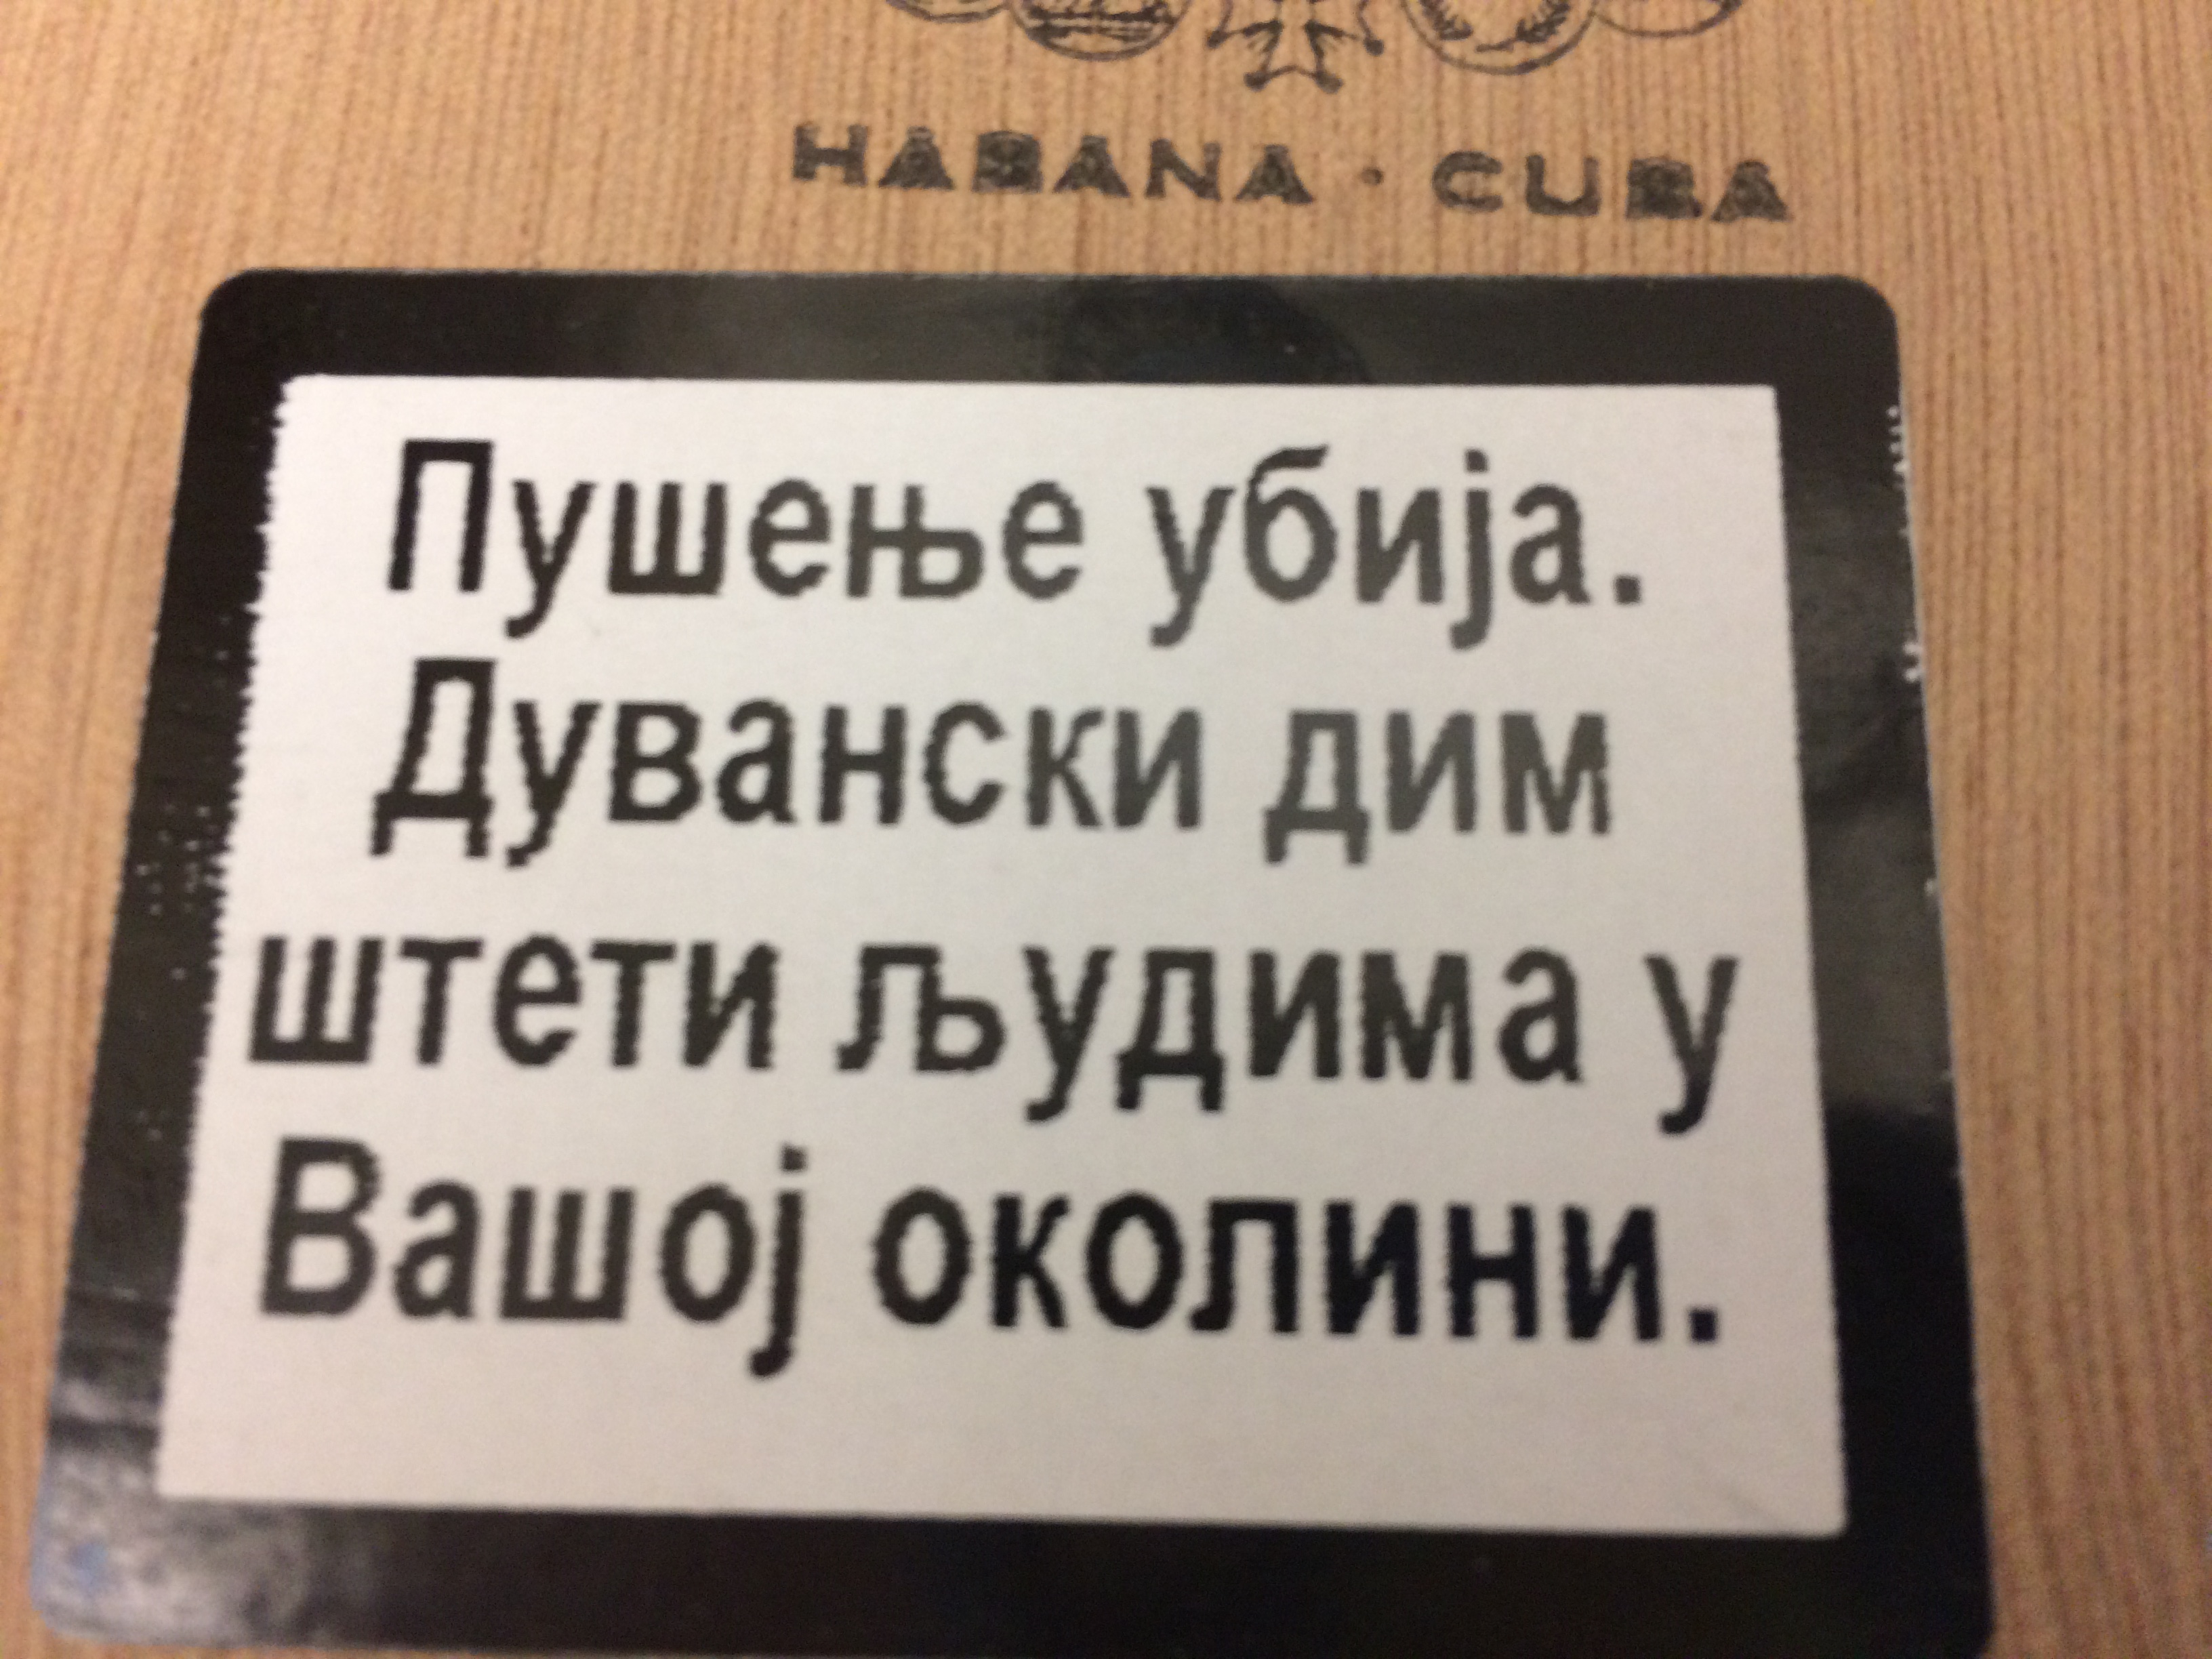 HABANA · CUBA
Пушење убија.
Дувански дим
штети људима у
Вашој околини.